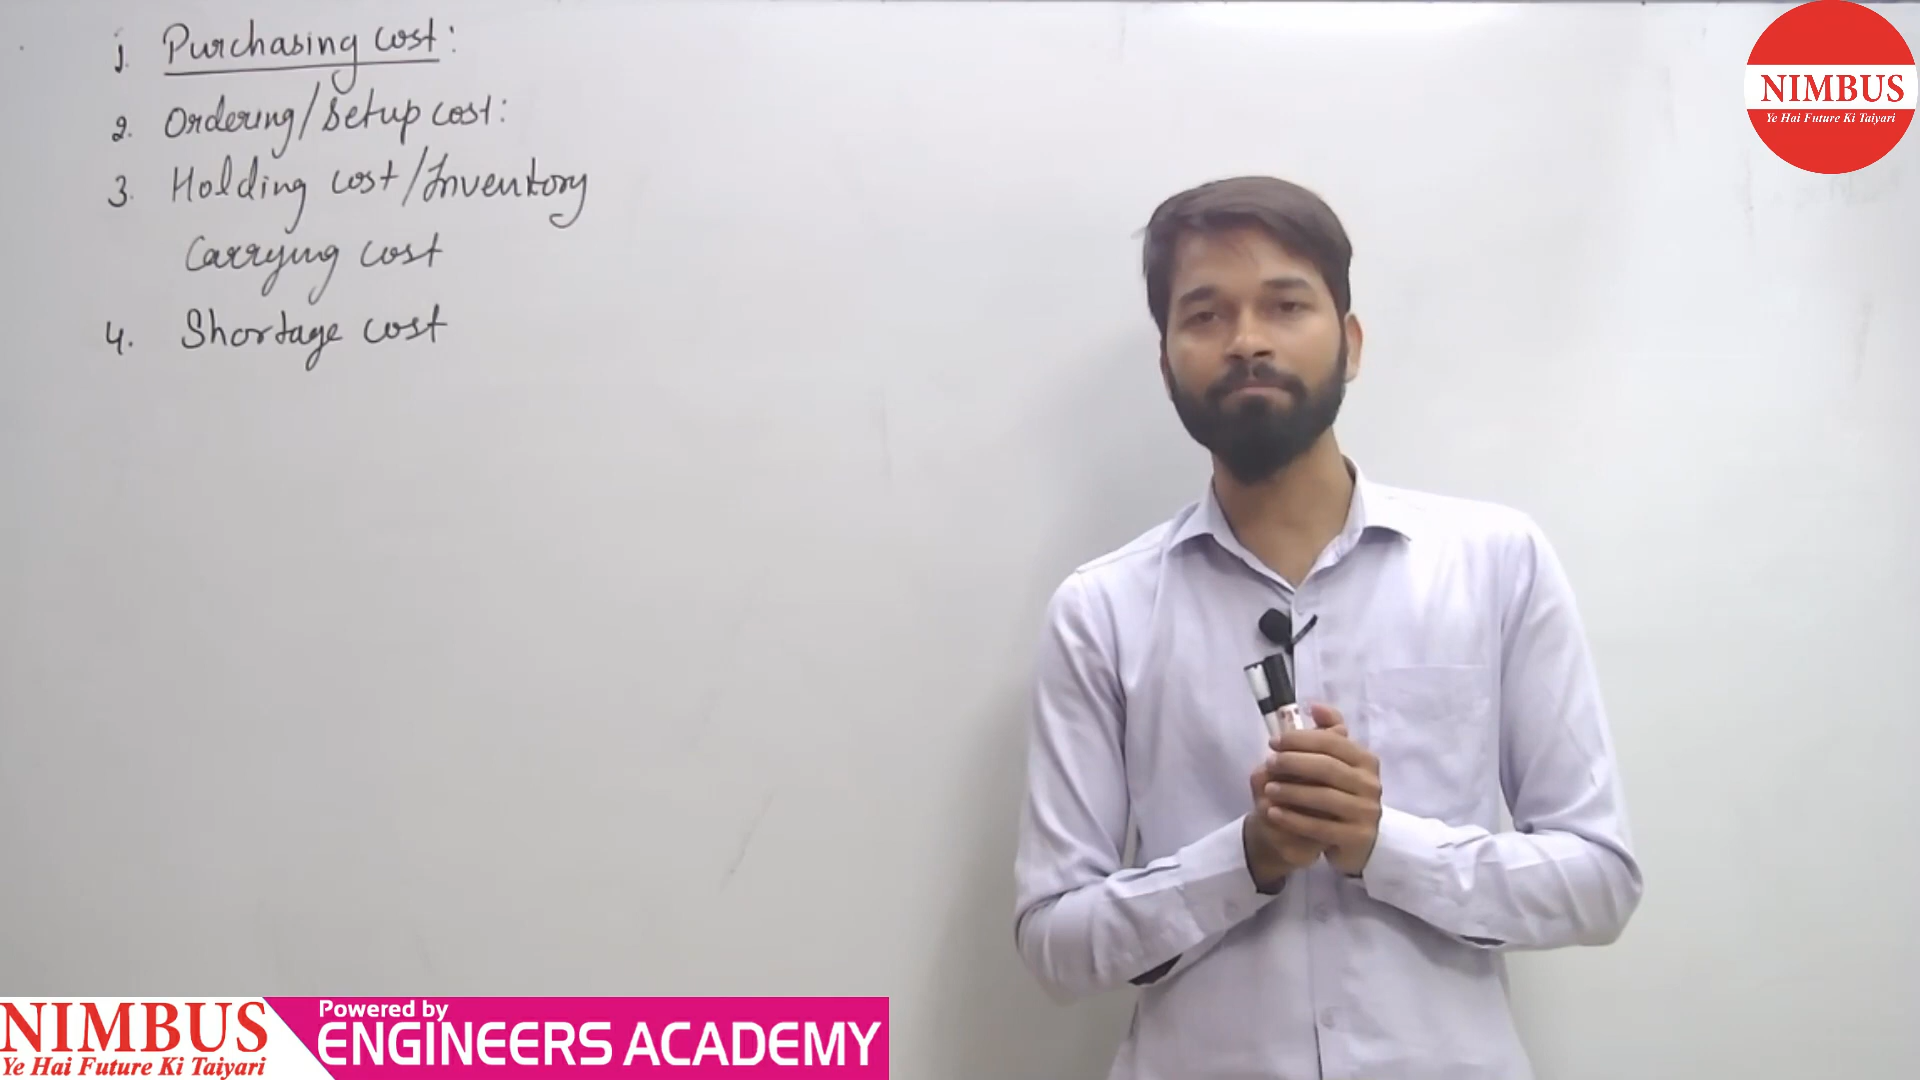 1. Purchasing cost:
2. Ordering/Setup cost:
3. Holding cost/Inventory
Carrying cost
4. Shortage cost
NIMBUS
Ye Hai Future Ki Taiyari
NIMBUS
Ye Hai Future Ki Taiyari
Powered by
ENGINEERS ACADEMY